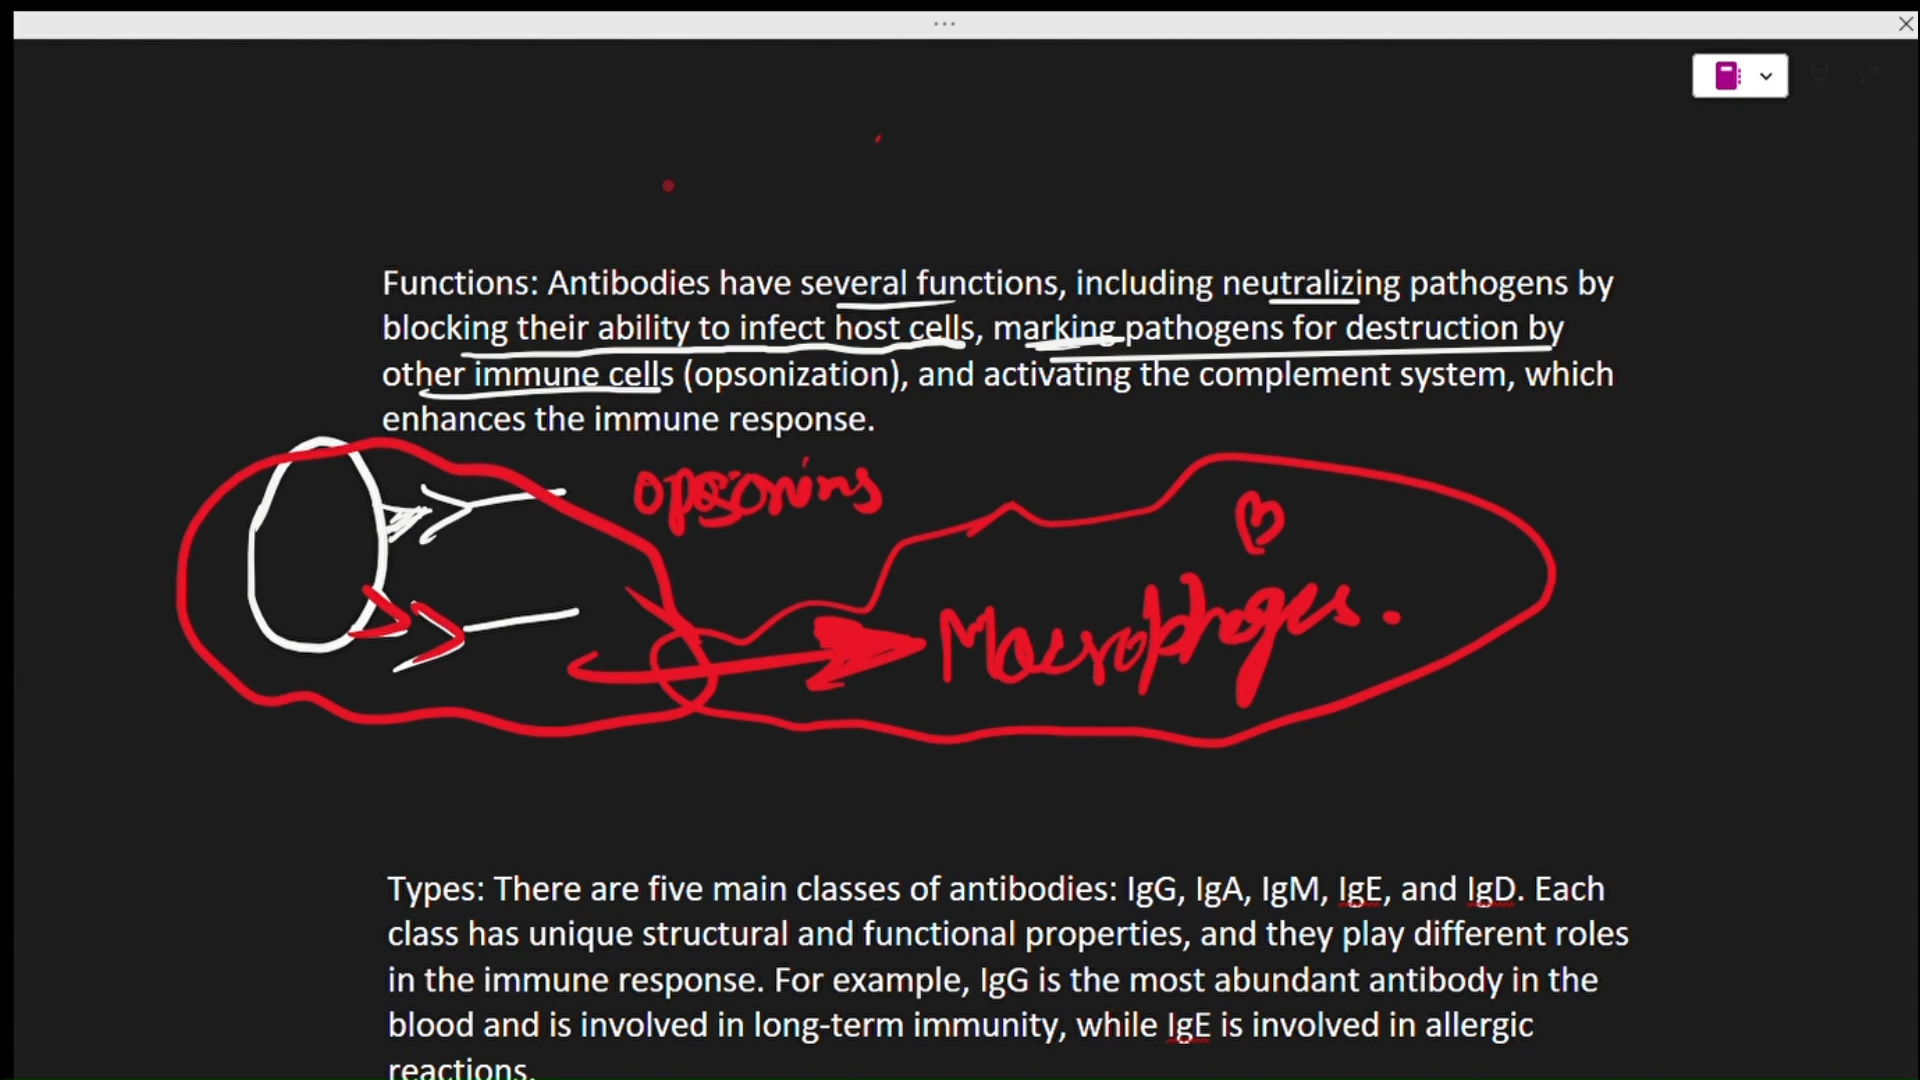 Functions: Antibodies have several functions, including neutralizing pathogens by
blocking their ability to infect host cells, marking pathogens for destruction by
other immune cells (opsonization), and activating the complement system, which
enhances the immune response.
opsonins
Macrophages.
Types: There are five main classes of antibodies: IgG, IgA, IgM, IgE, and IgD. Each
class has unique structural and functional properties, and they play different roles
in the immune response. For example, IgG is the most abundant antibody in the
blood and is involved in long-term immunity, while IgE is involved in allergic
reactions.